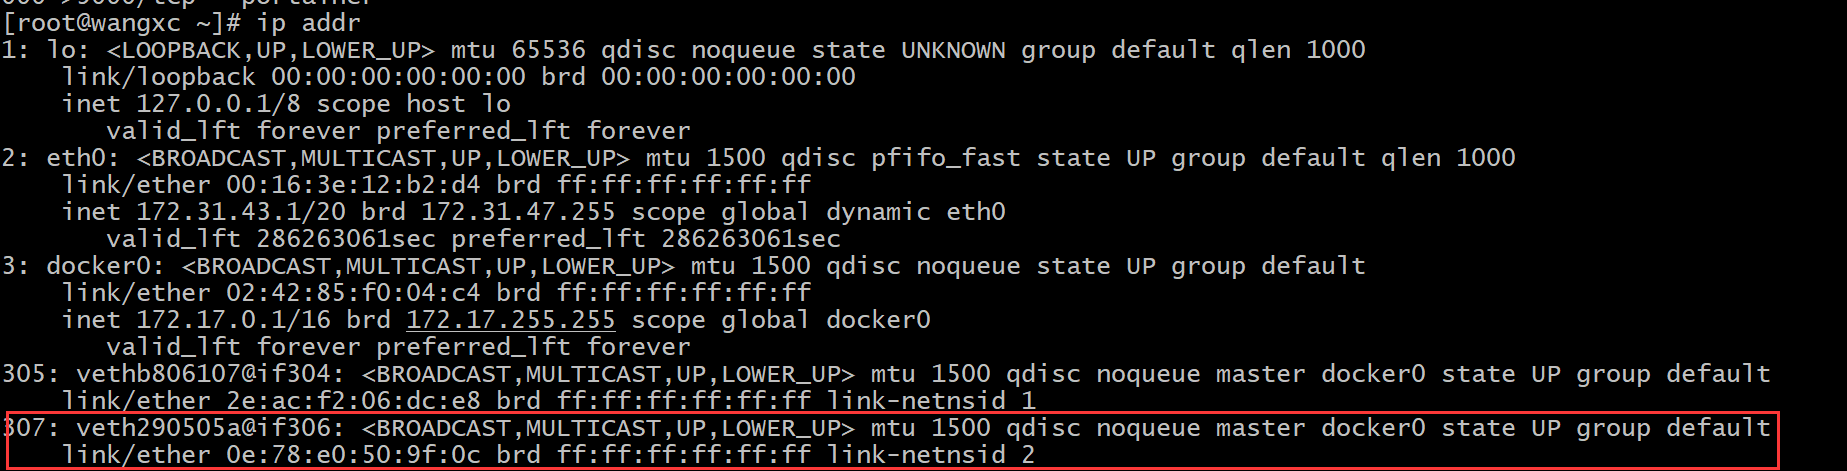 000->9000/tcp   portainer
[root@wangxc ~]# ip addr
1: lo: <LOOPBACK,UP,LOWER_UP> mtu 65536 qdisc noqueue state UNKNOWN group default qlen 1000
    link/loopback 00:00:00:00:00:00 brd 00:00:00:00:00:00
    inet 127.0.0.1/8 scope host lo
       valid_lft forever preferred_lft forever
2: eth0: <BROADCAST,MULTICAST,UP,LOWER_UP> mtu 1500 qdisc pfifo_fast state UP group default qlen 1000
    link/ether 00:16:3e:12:b2:d4 brd ff:ff:ff:ff:ff:ff
    inet 172.31.43.1/20 brd 172.31.47.255 scope global dynamic eth0
       valid_lft 286263061sec preferred_lft 286263061sec
3: docker0: <BROADCAST,MULTICAST,UP,LOWER_UP> mtu 1500 qdisc noqueue state UP group default
    link/ether 02:42:85:f0:04:c4 brd ff:ff:ff:ff:ff:ff
    inet 172.17.0.1/16 brd 172.17.255.255 scope global docker0
       valid_lft forever preferred_lft forever
305: vethb806107@if304: <BROADCAST,MULTICAST,UP,LOWER_UP> mtu 1500 qdisc noqueue master docker0 state UP group default
    link/ether 2e:ac:f2:06:dc:e8 brd ff:ff:ff:ff:ff:ff link-netnsid 1
307: veth290505a@if306: <BROADCAST,MULTICAST,UP,LOWER_UP> mtu 1500 qdisc noqueue master docker0 state UP group default
    link/ether 0e:78:e0:50:9f:0c brd ff:ff:ff:ff:ff:ff link-netnsid 2